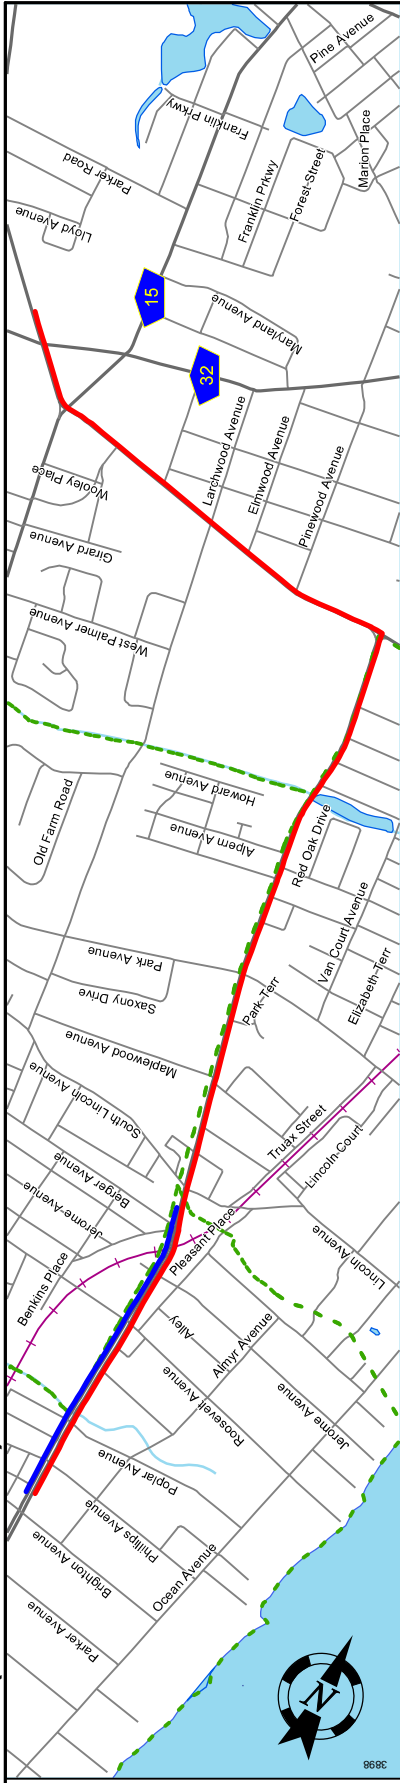 Pine Avenue
Franklin Prkwy
Marion Place
Parker Road
Forest-Street
Franklin Prkwy
Lloyd Avenue
15
Maryland Avenue
32
Larchwood Avenue
Elmwood Avenue
Wooley Place
Pinewood Avenue
Girard Avenue
West Palmer Avenue
Howard Avenue
Old Farm Road
Alpern Avenue
Red Oak Drive
Van Court Avenue
Park Avenue
Elizabeth-Terr
Saxony Drive
Park-Terr
Maplewood Avenue
South Lincoln Avenue
Truax Street
Lincoln-Court
Berger Avenue
Jerome-Avenue
Pleasant Place
Benkins Place
Lincoln Avenue
Alley
Almyr Avenue
Roosevelt Avenue
Jerome Avenue
Poplar Avenue
Phillips Avenue
Ocean Avenue
Brighton Avenue
Parker Avenue
N
3898